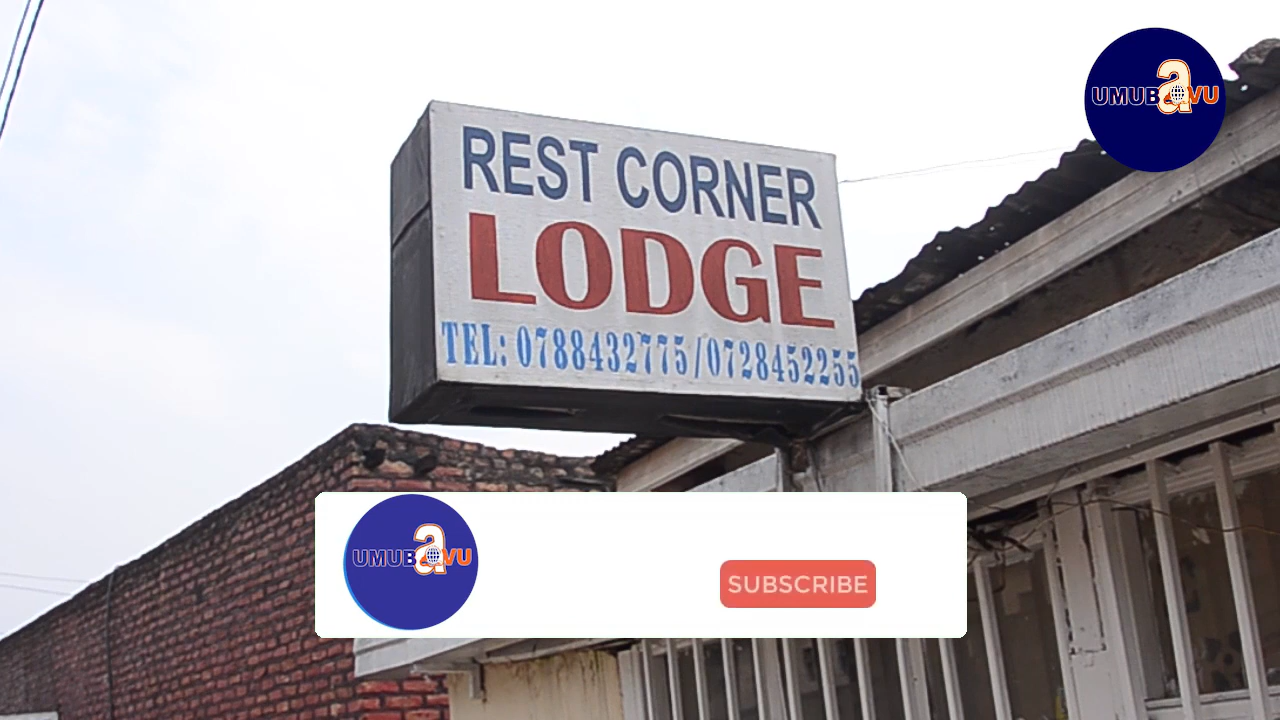 UMUBaVU
REST CORNER
LODGE
TEL: 0788432775/0728452255
UMUBaVU
SUBSCRIBE